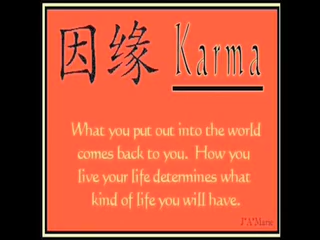 因缘 Karma
What you put out into the world
comes back to you. How you
live your life determines what
kind of life you will have.